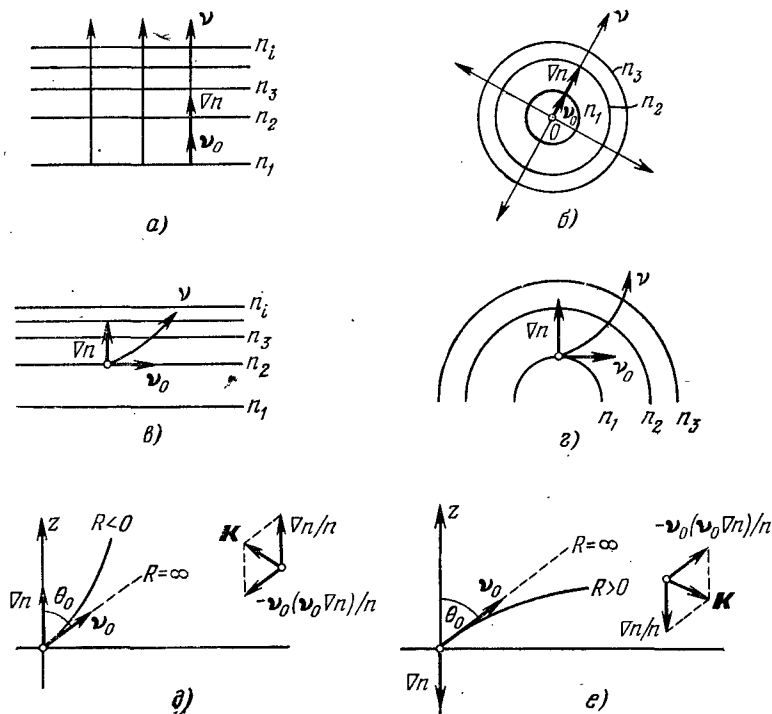 ν
n_i
n_3
∇n
n_2
ν_0
n_1
а)
ν
∇n
n_3
ν_0
n_1
n_2
O
б)
ν
n_i
n_3
∇n
n_2
ν_0
n_1
в)
ν
∇n
ν_0
n_1 n_2 n_3
г)
z
R<0
R=∞
∇n
θ_0
ν_0
K
∇n/n
-ν_0(ν_0∇n)/n
д)
z
R=∞
ν_0
θ_0
R>0
∇n
-ν_0(ν_0∇n)/n
K
∇n/n
е)